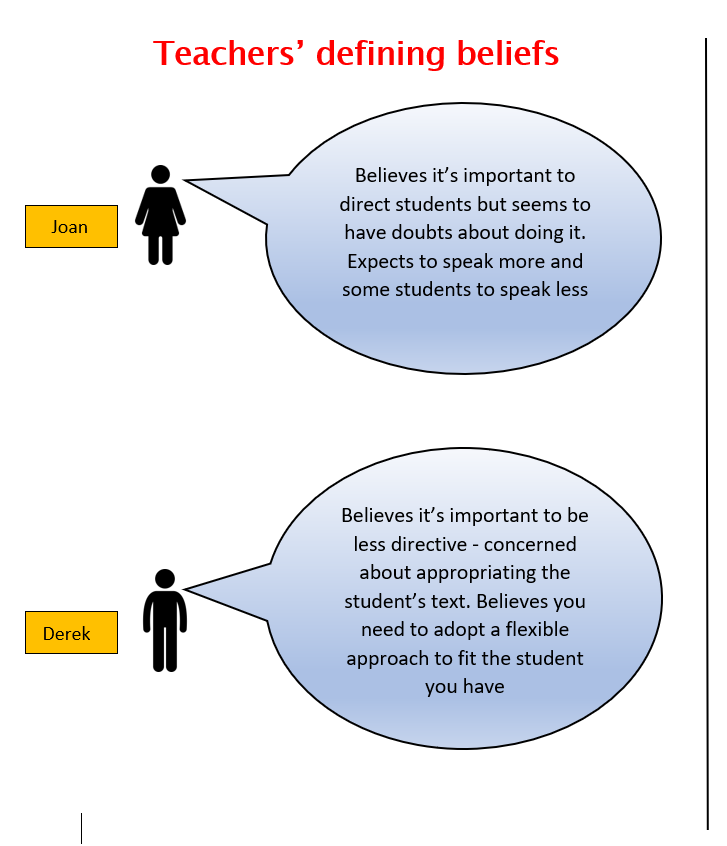 Teachers’ defining beliefs
Believes it’s important to
direct students but seems to
have doubts about doing it.
Expects to speak more and
some students to speak less
Joan
Believes it’s important to be
less directive - concerned
about appropriating the
student’s text. Believes you
need to adopt a flexible
approach to fit the student
you have
Derek